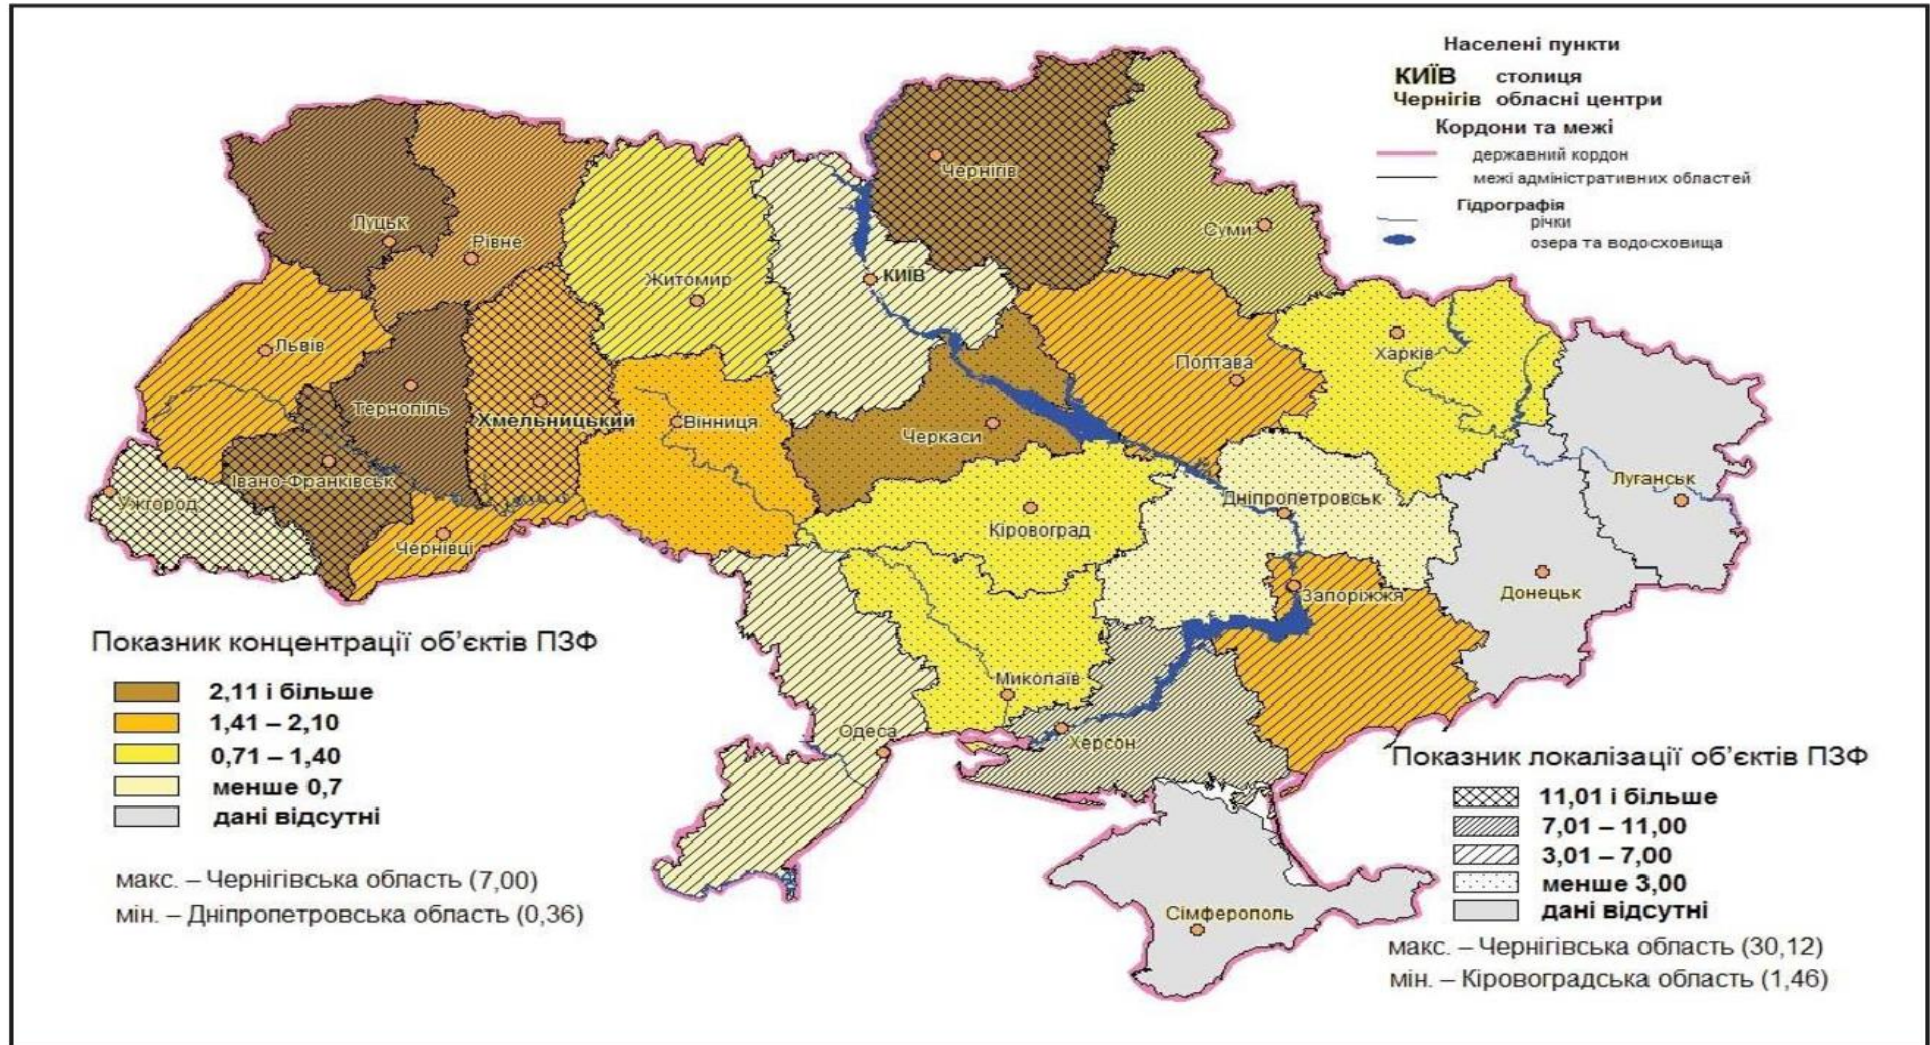 Населені пункти
КИЇВ столиця
Чернігів обласні центри
Кордони та межі
державний кордон
межі адміністративних областей
Гідрографія
річки
озера та водосховища
Чернігів
Луцьк
Рівне
Суми
Житомир
КИЇВ
Львів
Харків
Полтава
Тернопіль
Хмельницький
Вінниця
Черкаси
Івано-Франківськ
Луганськ
Ужгород
Дніпропетровськ
Кіровоград
Чернівці
Донецьк
Запоріжжя
Миколаїв
Одеса
Херсон
Сімферополь
Показник концентрації об’єктів ПЗФ
2,11 і більше
1,41 – 2,10
0,71 – 1,40
менше 0,7
дані відсутні
макс. – Чернігівська область (7,00)
мін. – Дніпропетровська область (0,36)
Показник локалізації об’єктів ПЗФ
11,01 і більше
7,01 – 11,00
3,01 – 7,00
менше 3,00
дані відсутні
макс. – Чернігівська область (30,12)
мін. – Кіровоградська область (1,46)